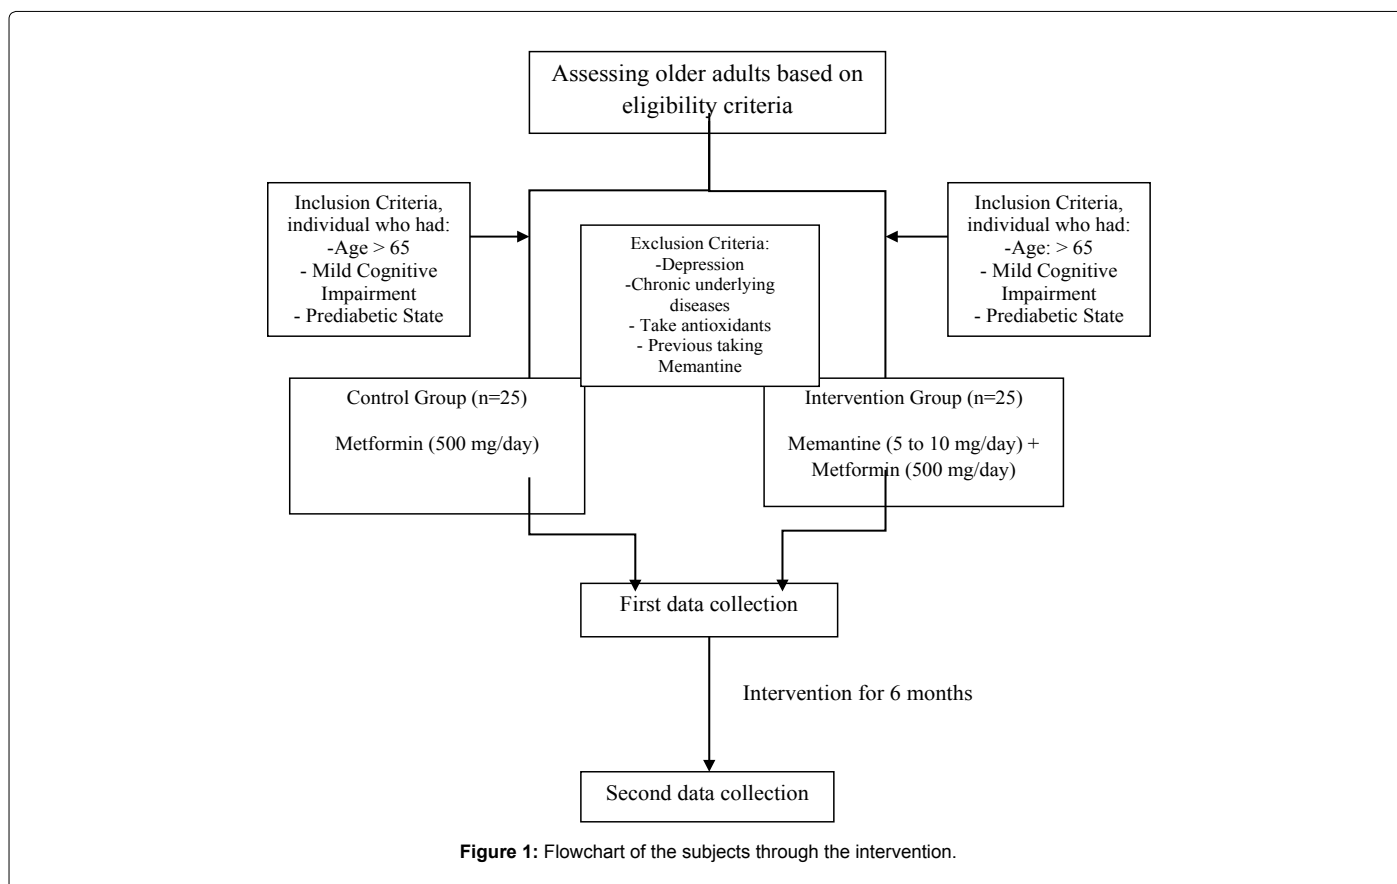 Assessing older adults based on
eligibility criteria
Inclusion Criteria,
individual who had:
-Age > 65
- Mild Cognitive
Impairment
- Prediabetic State
Exclusion Criteria:
-Depression
-Chronic underlying
diseases
- Take antioxidants
- Previous taking
Memantine
Inclusion Criteria,
individual who had:
-Age: > 65
- Mild Cognitive
Impairment
- Prediabetic State
Control Group (n=25)
Metformin (500 mg/day)
Intervention Group (n=25)
Memantine (5 to 10 mg/day) +
Metformin (500 mg/day)
First data collection
Intervention for 6 months
Second data collection
Figure 1: Flowchart of the subjects through the intervention.